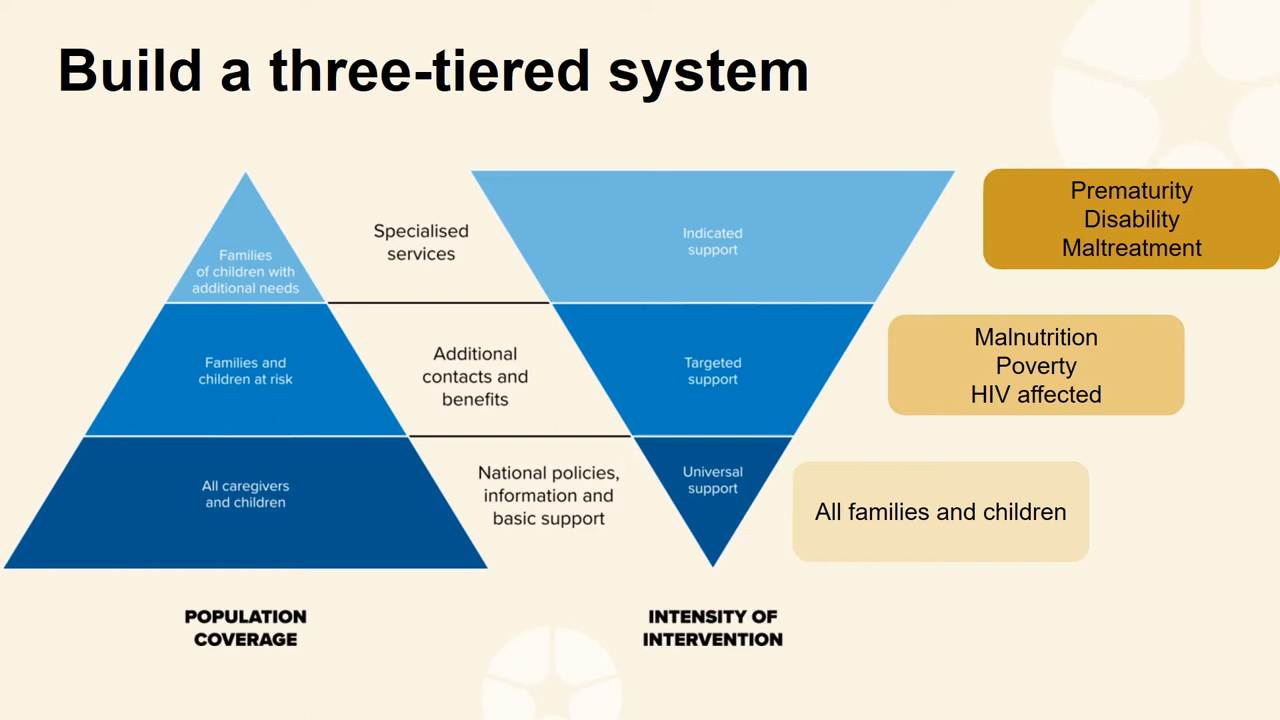 Build a three-tiered system
Families
of children with
additional needs
Specialised
services
Indicated
support
Prematurity
Disability
Maltreatment
Families and
children at risk
Additional
contacts and
benefits
Targeted
support
Malnutrition
Poverty
HIV affected
All caregivers
and children
National policies,
information and
basic support
Universal
support
All families and children
POPULATION
COVERAGE
INTENSITY OF
INTERVENTION